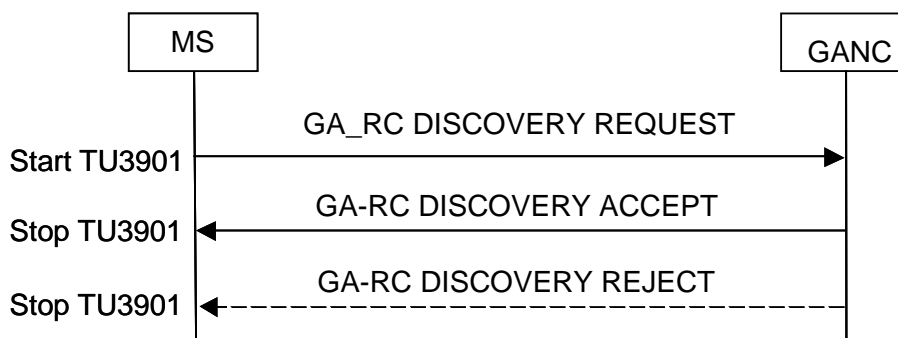 MS
GANC
GA_RC DISCOVERY REQUEST
Start TU3901
GA-RC DISCOVERY ACCEPT
Stop TU3901
GA-RC DISCOVERY REJECT
Stop TU3901